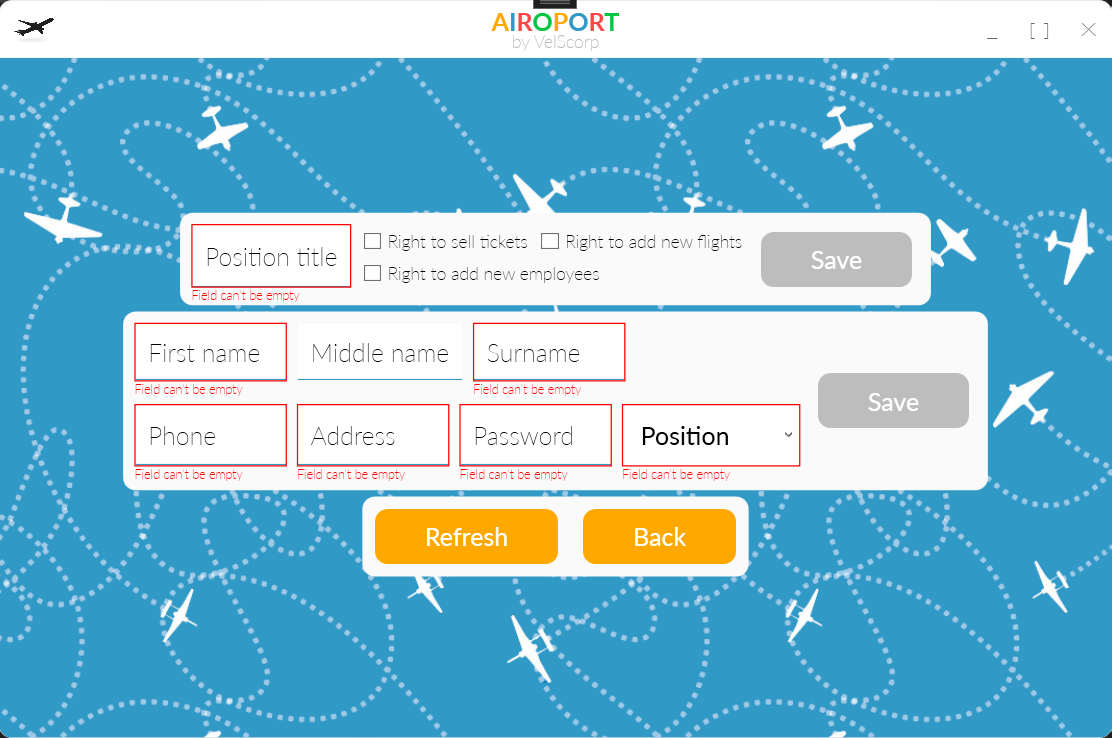 AIROPORT
by VelScorp
Position title
Right to sell tickets Right to add new flights
Right to add new employees
Save
Field can't be empty
First name Middle name Surname
Field can't be empty Field can't be empty
Save
Phone Address Password Position
Field can't be empty Field can't be empty Field can't be empty Field can't be empty
Refresh Back